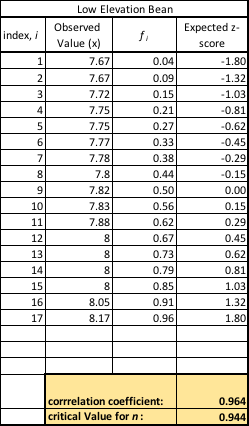 Low Elevation Bean
index, i Observed Value (x) f i Expected z-score
1 7.67 0.04 -1.80
2 7.67 0.09 -1.32
3 7.72 0.15 -1.03
4 7.75 0.21 -0.81
5 7.75 0.27 -0.62
6 7.77 0.33 -0.45
7 7.78 0.38 -0.29
8 7.8 0.44 -0.15
9 7.82 0.50 0.00
10 7.83 0.56 0.15
11 7.88 0.62 0.29
12 8 0.67 0.45
13 8 0.73 0.62
14 8 0.79 0.81
15 8 0.85 1.03
16 8.05 0.91 1.32
17 8.17 0.96 1.80
corrrelation coefficient: 0.964
critical Value for n : 0.944